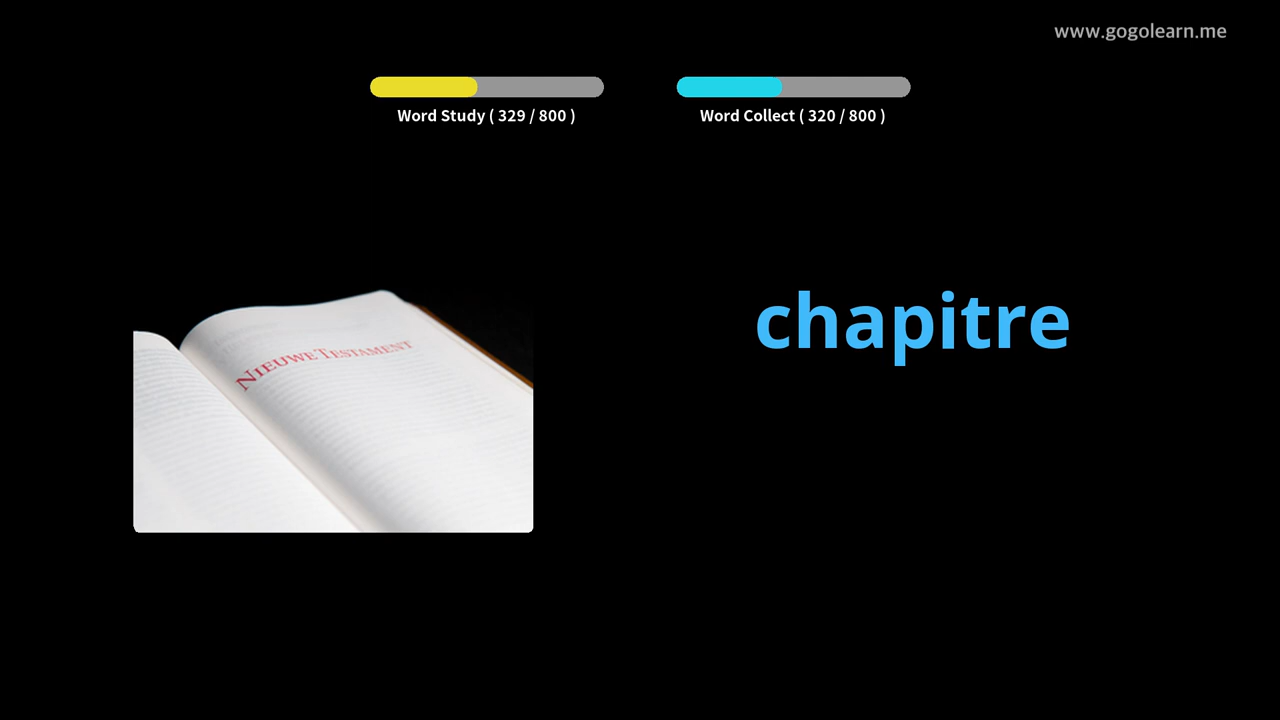 www.gogolearn.me
Word Study ( 329 / 800 )
Word Collect ( 320 / 800 )
chapitre
NIEUWE TESTAMENT